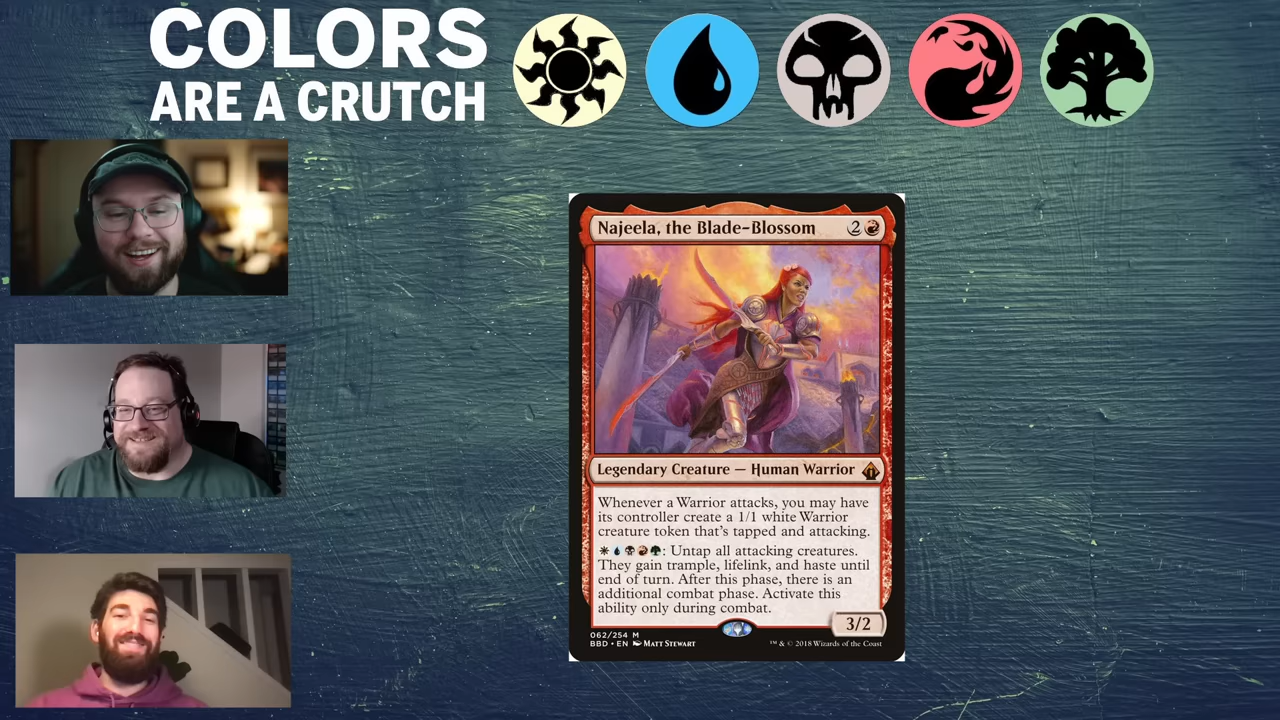 COLORS
ARE A CRUTCH
Najeela, the Blade-Blossom 2
Legendary Creature — Human Warrior
Whenever a Warrior attacks, you may have
its controller create a 1/1 white Warrior
creature token that's tapped and attacking.
: Untap all attacking creatures.
They gain trample, lifelink, and haste until
end of turn. After this phase, there is an
additional combat phase. Activate this
ability only during combat.
3/2
062/254 M
BBD • EN Matt Stewart
™ & © 2018 Wizards of the Coast